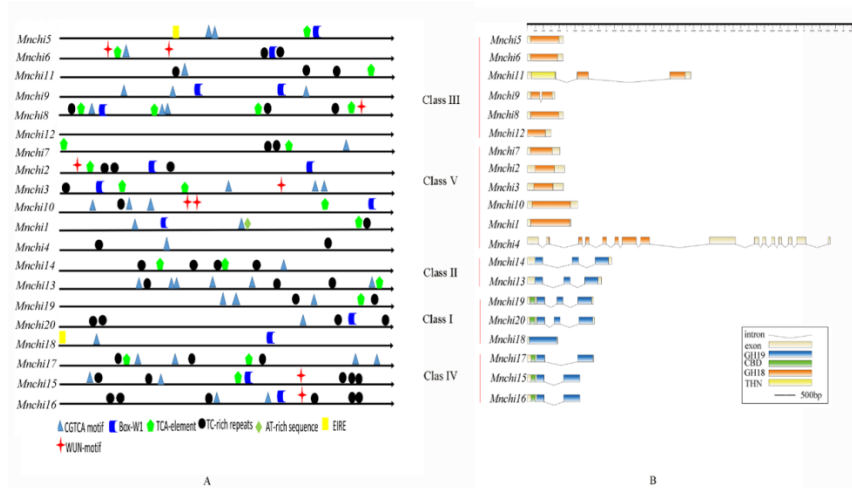 Mnchi5
Mnchi6
Mnchi11
Mnchi9
Mnchi8
Mnchi12
Mnchi7
Mnchi2
Mnchi3
Mnchi10
Mnchi1
Mnchi4
Mnchi14
Mnchi13
Mnchi19
Mnchi20
Mnchi18
Mnchi17
Mnchi15
Mnchi16
CGTCA motif Box-W1 TCA-element TC-rich repeats AT-rich sequence EIRE
WUN-motif
A
Class III
Class V
Class II
Class I
Clas IV
Mnchi5
Mnchi6
Mnchi11
Mnchi9
Mnchi8
Mnchi12
Mnchi7
Mnchi2
Mnchi3
Mnchi10
Mnchi1
Mnchi4
Mnchi14
Mnchi13
Mnchi19
Mnchi20
Mnchi18
Mnchi17
Mnchi15
Mnchi16
intron
exon
GH19
CBD
GH18
THN
500bp
B